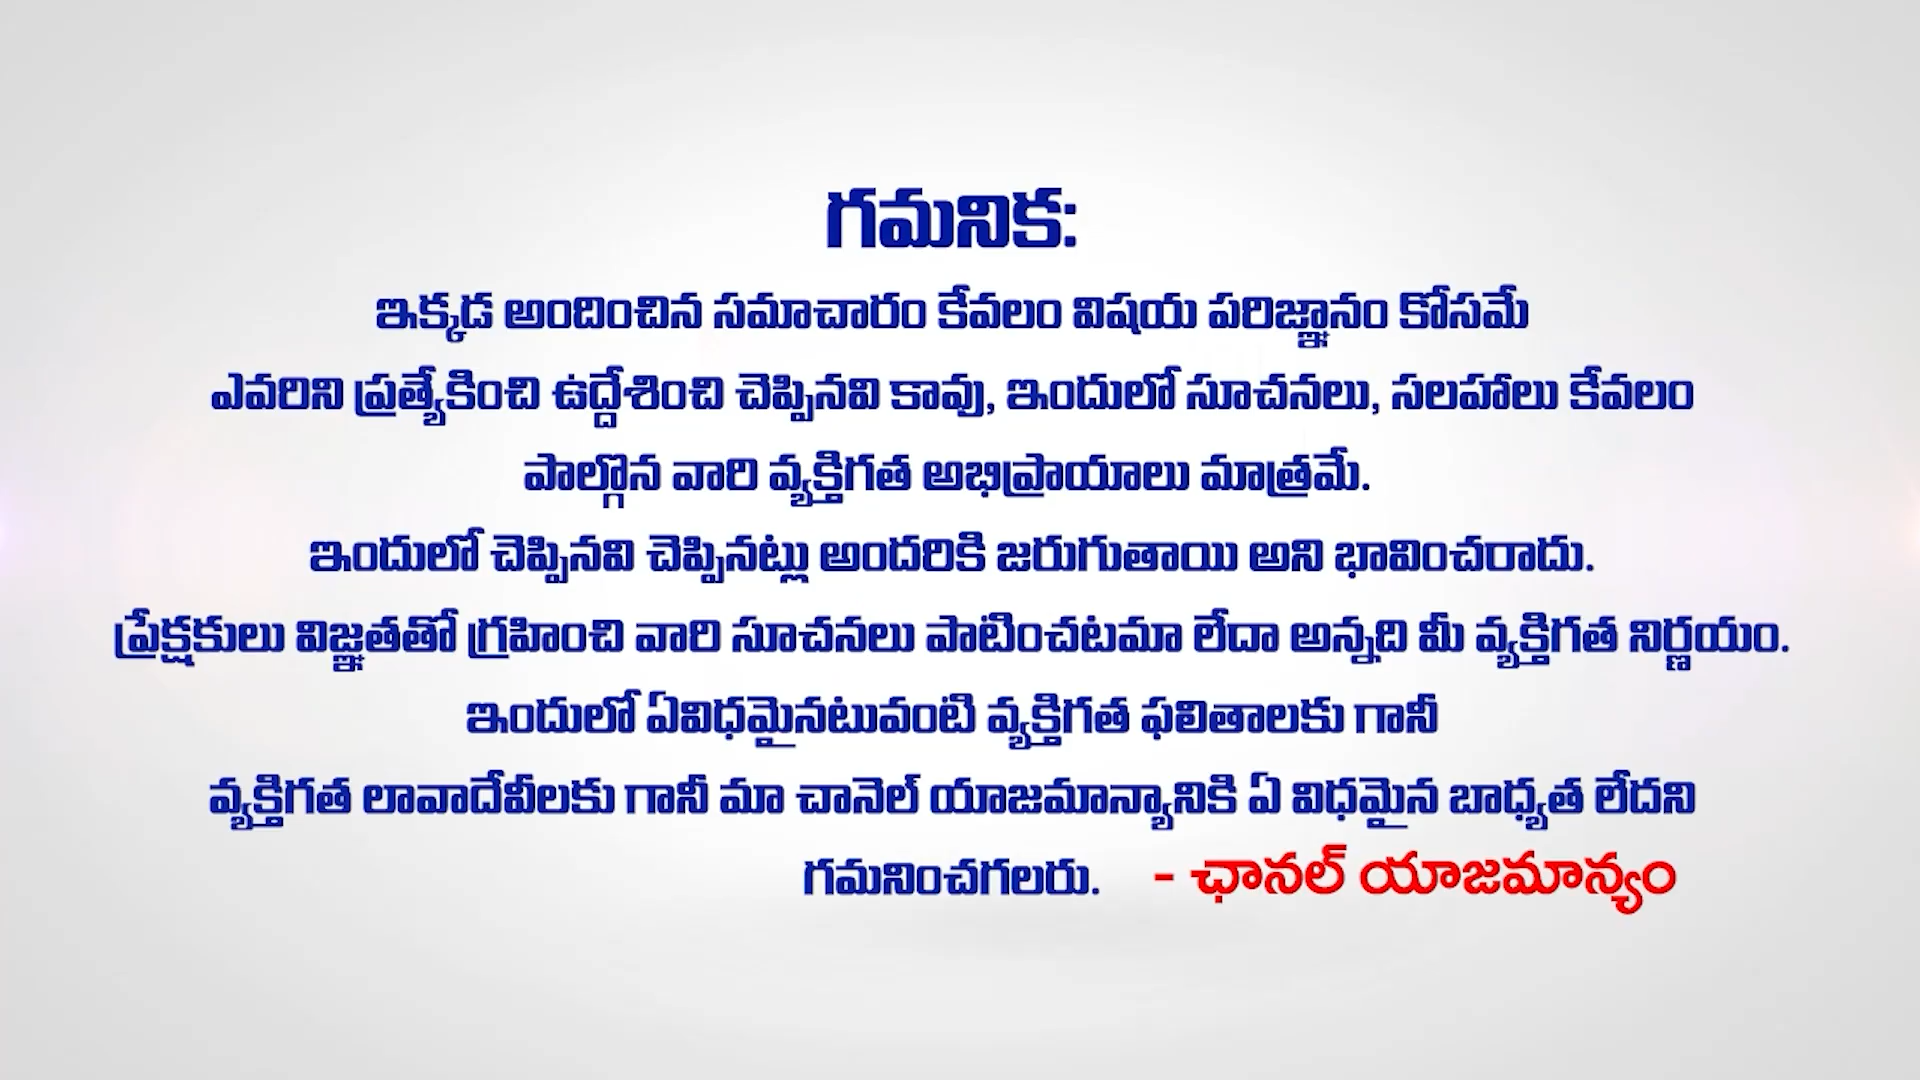 గమనిక:
ఇక్కడ అందించిన సమాచారం కేవలం విషయ పరిజ్ఞానం కోసమే
ఎవరిని ప్రత్యేకించి ఉద్దేశించి చెప్పినవి కావు, ఇందులో సూచనలు, సలహాలు కేవలం
పాల్గొన వారి వ్యక్తిగత అభిప్రాయాలు మాత్రమే.
ఇందులో చెప్పినవి చెప్పినట్లు అందరికి జరుగుతాయి అని భావించరాదు.
ప్రేక్షకులు విజ్ఞతతో గ్రహించి వారి సూచనలు పాటించటమా లేదా అన్నది మీ వ్యక్తిగత నిర్ణయం.
ఇందులో ఏవిధమైనటువంటి వ్యక్తిగత ఫలితాలకు గానీ
వ్యక్తిగత లావాదేవీలకు గానీ మా చానెల్ యాజమాన్యానికి ఏ విధమైన బాధ్యత లేదని
గమనించగలరు. - ఛానల్ యాజమాన్యం